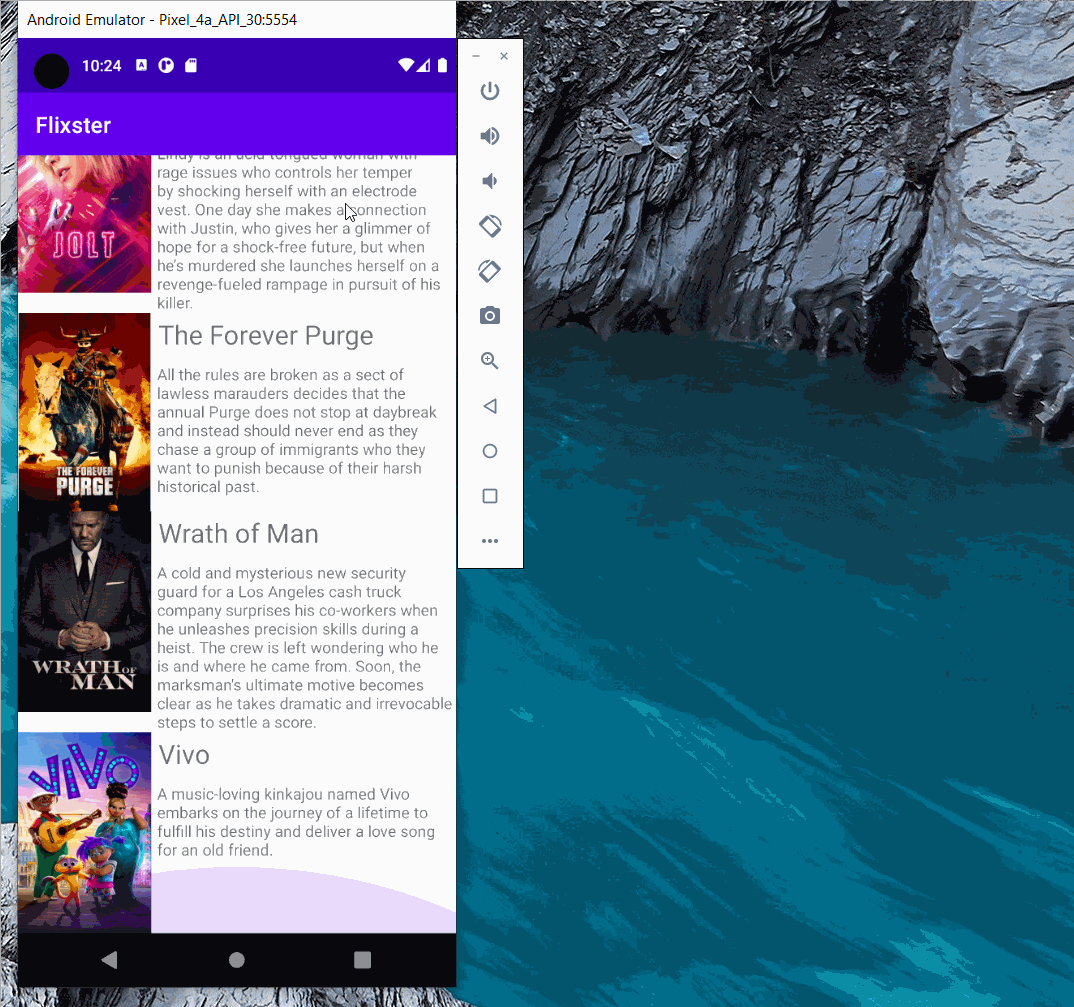 Android Emulator - Pixel_4a_API_30:5554
10:24
Flixster
Lindy is an acid-tongued woman with
rage issues who controls her temper
by shocking herself with an electrode
vest. One day she makes a connection
with Justin, who gives her a glimmer of
hope for a shock-free future, but when
he's murdered she launches herself on a
revenge-fueled rampage in pursuit of his
killer.
JOLT
The Forever Purge
All the rules are broken as a sect of
lawless marauders decides that the
annual Purge does not stop at daybreak
and instead should never end as they
chase a group of immigrants who they
want to punish because of their harsh
historical past.
THE FOREVER
PURGE
Wrath of Man
A cold and mysterious new security
guard for a Los Angeles cash truck
company surprises his co-workers when
he unleashes precision skills during a
heist. The crew is left wondering who he
is and where he came from. Soon, the
marksman's ultimate motive becomes
clear as he takes dramatic and irrevocable
steps to settle a score.
WRATH OF
MAN
Vivo
A music-loving kinkajou named Vivo
embarks on the journey of a lifetime to
fulfill his destiny and deliver a love song
for an old friend.
VIVO